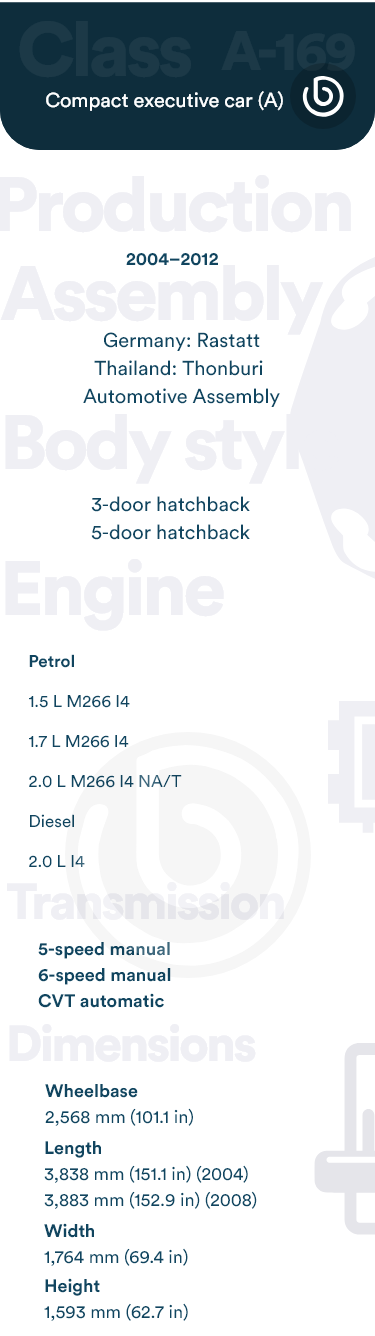 Class A-169
Compact executive car (A)
Production
2004–2012
Assembly
Germany: Rastatt
Thailand: Thonburi
Automotive Assembly
Body styl
3-door hatchback
5-door hatchback
Engine
Petrol
1.5 L M266 I4
1.7 L M266 I4
2.0 L M266 I4 NA/T
Diesel
2.0 L I4
Transmission
5-speed manual
6-speed manual
CVT automatic
Dimensions
Wheelbase
2,568 mm (101.1 in)
Length
3,838 mm (151.1 in) (2004)
3,883 mm (152.9 in) (2008)
Width
1,764 mm (69.4 in)
Height
1,593 mm (62.7 in)